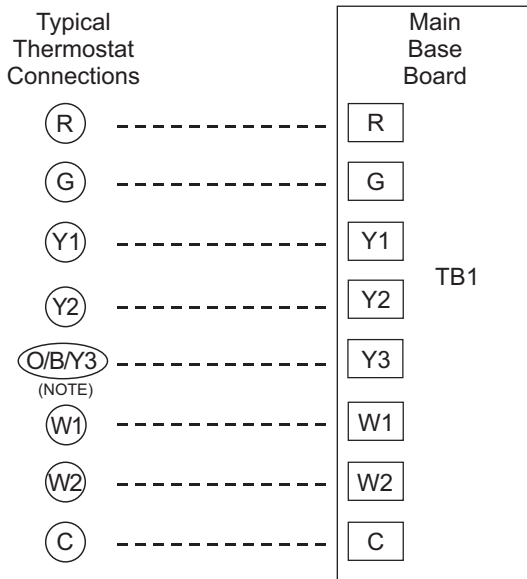 Typical
Thermostat
Connections
Main
Base
Board
R
R
G
G
Y1
Y1
TB1
Y2
Y2
O/B/Y3
Y3
(NOTE)
W1
W1
W2
W2
C
C